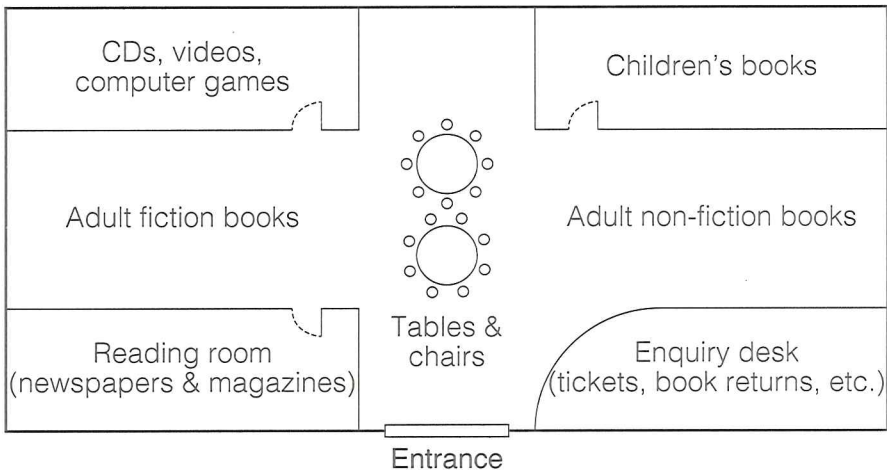 CDs, videos,
computer games
Children's books
Adult fiction books
Adult non-fiction books
Tables &
chairs
Reading room
(newspapers & magazines)
Enquiry desk
(tickets, book returns, etc.)
Entrance